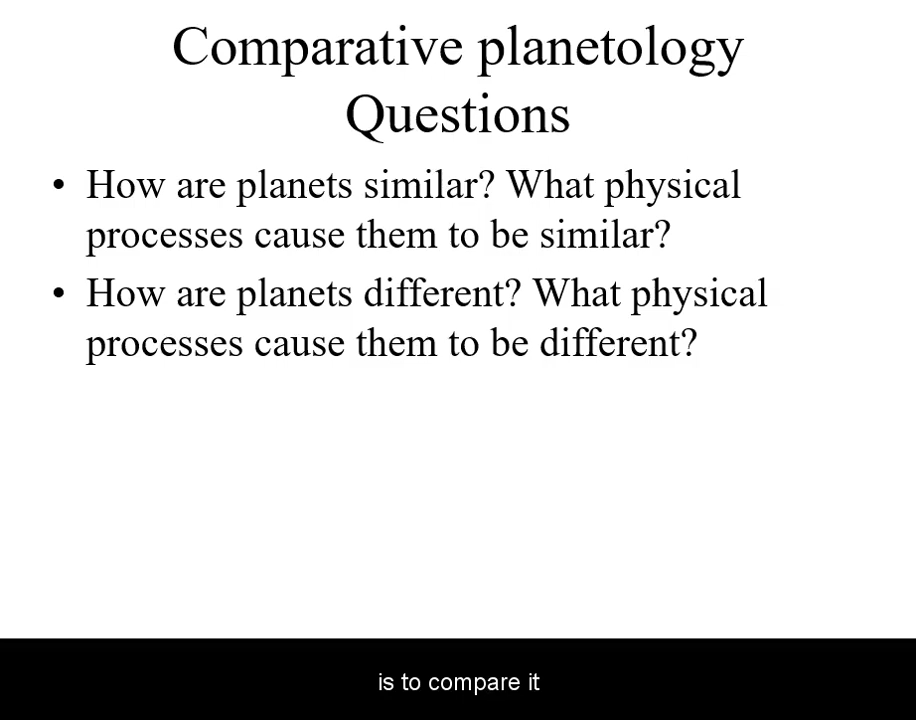 Comparative planetology
Questions
• How are planets similar? What physical
processes cause them to be similar?
• How are planets different? What physical
processes cause them to be different?
is to compare it